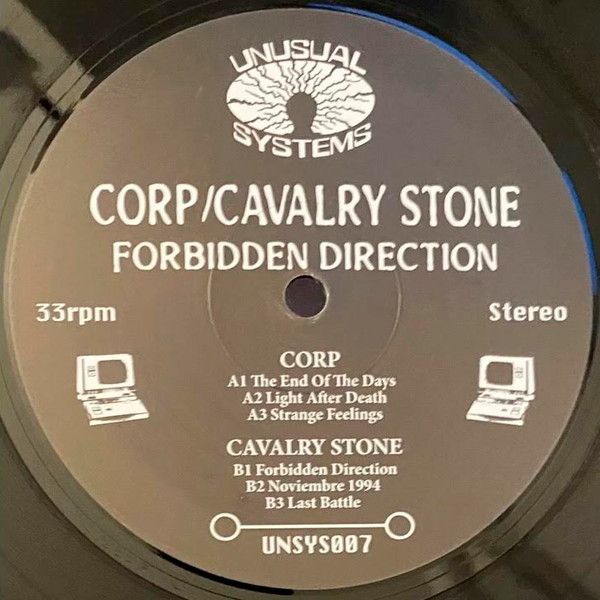 UNUSUAL
SYSTEMS
CORP/CAVALRY STONE
FORBIDDEN DIRECTION
33rpm
Stereo
CORP
A1 The End Of The Days
A2 Light After Death
A3 Strange Feelings
CAVALRY STONE
B1 Forbidden Direction
B2 Noviembre 1994
B3 Last Battle
UNSYS007